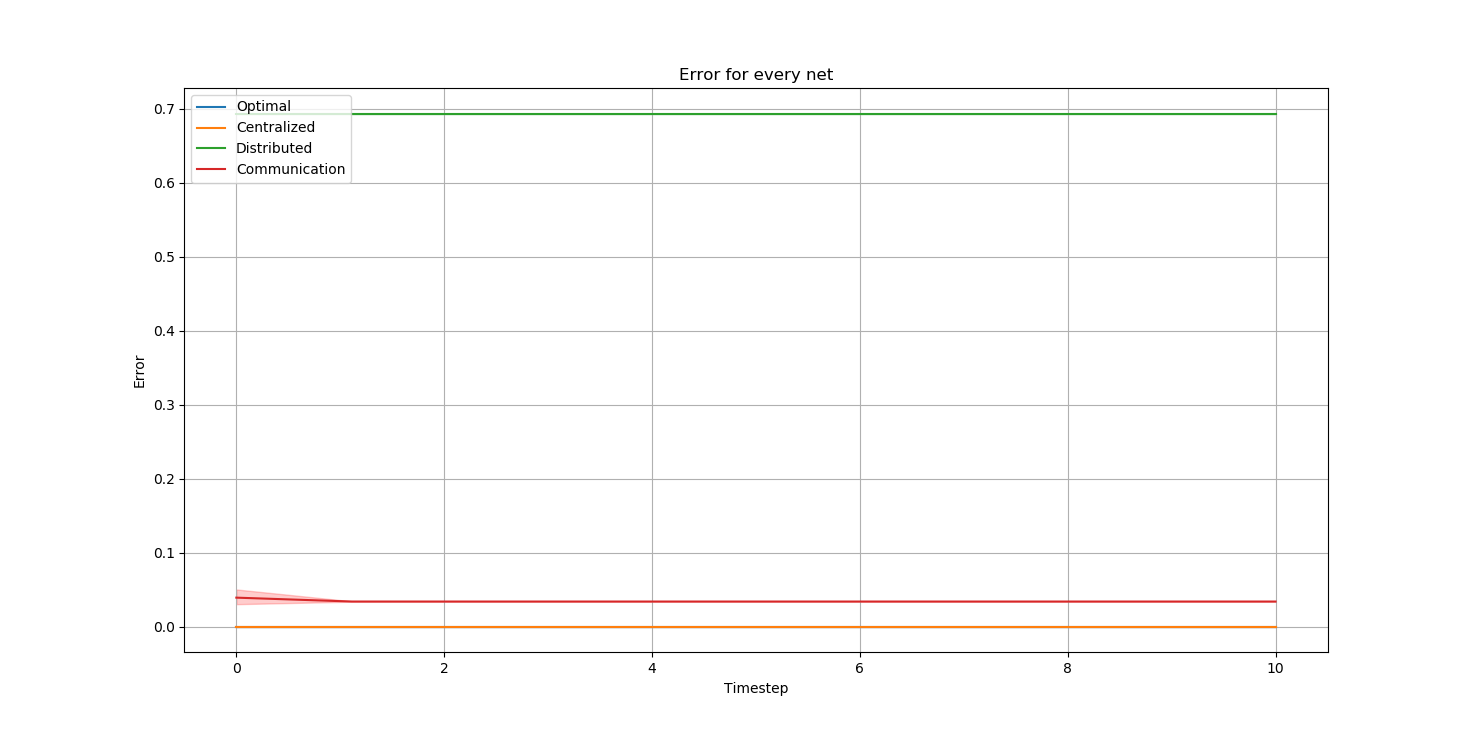 Error for every net
Optimal
Centralized
Distributed
Communication
0.7
0.6
0.5
0.4
0.3
0.2
0.1
0.0
Error
0 2 4 6 8 10
Timestep